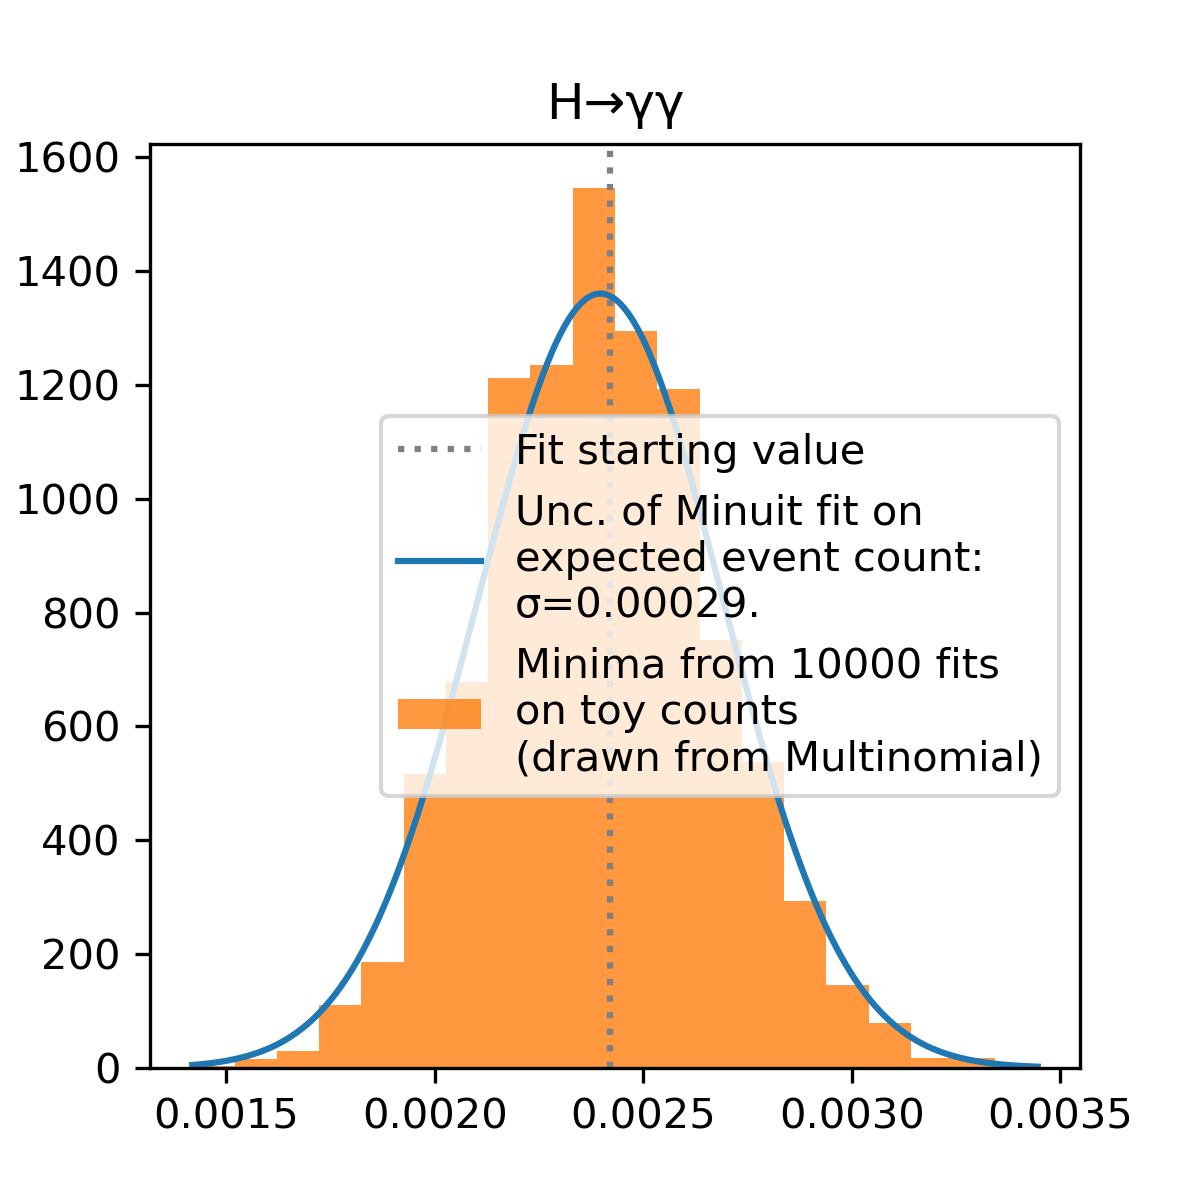 H→γγ
1600
1400
1200
1000
800
600
400
200
0
Fit starting value
Unc. of Minuit fit on
expected event count:
σ=0.00029.
Minima from 10000 fits
on toy counts
(drawn from Multinomial)
0.0015 0.0020 0.0025 0.0030 0.0035